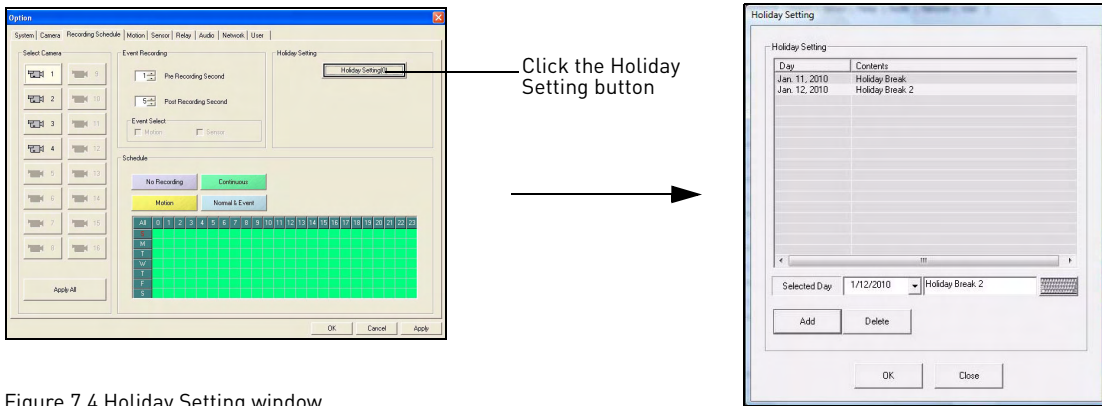 Option
System Camera Recording Schedule Motion Sensor Relay Audio Network User
Select Camera
1 9
2 10
3 11
4 12
5 13
6 14
7 15
8 16
Apply All
Event Recording
1 Pre Recording Second
5 Post Recording Second
Event Select
Motion Sensor
Holiday Setting
Holiday Setting(0)
Schedule
No Recording Continuous
Motion Normal & Event
All 0 1 2 3 4 5 6 7 8 9 10 11 12 13 14 15 16 17 18 19 20 21 22 23
M
T
W
T
F
S
OK Cancel Apply
Click the Holiday
Setting button
Holiday Setting
Holiday Setting
Day Contents
Jan. 11, 2010 Holiday Break
Jan. 12, 2010 Holiday Break 2
Selected Day 1/12/2010 Holiday Break 2
Add Delete
OK Close
Figure 7.4 Holiday Setting window